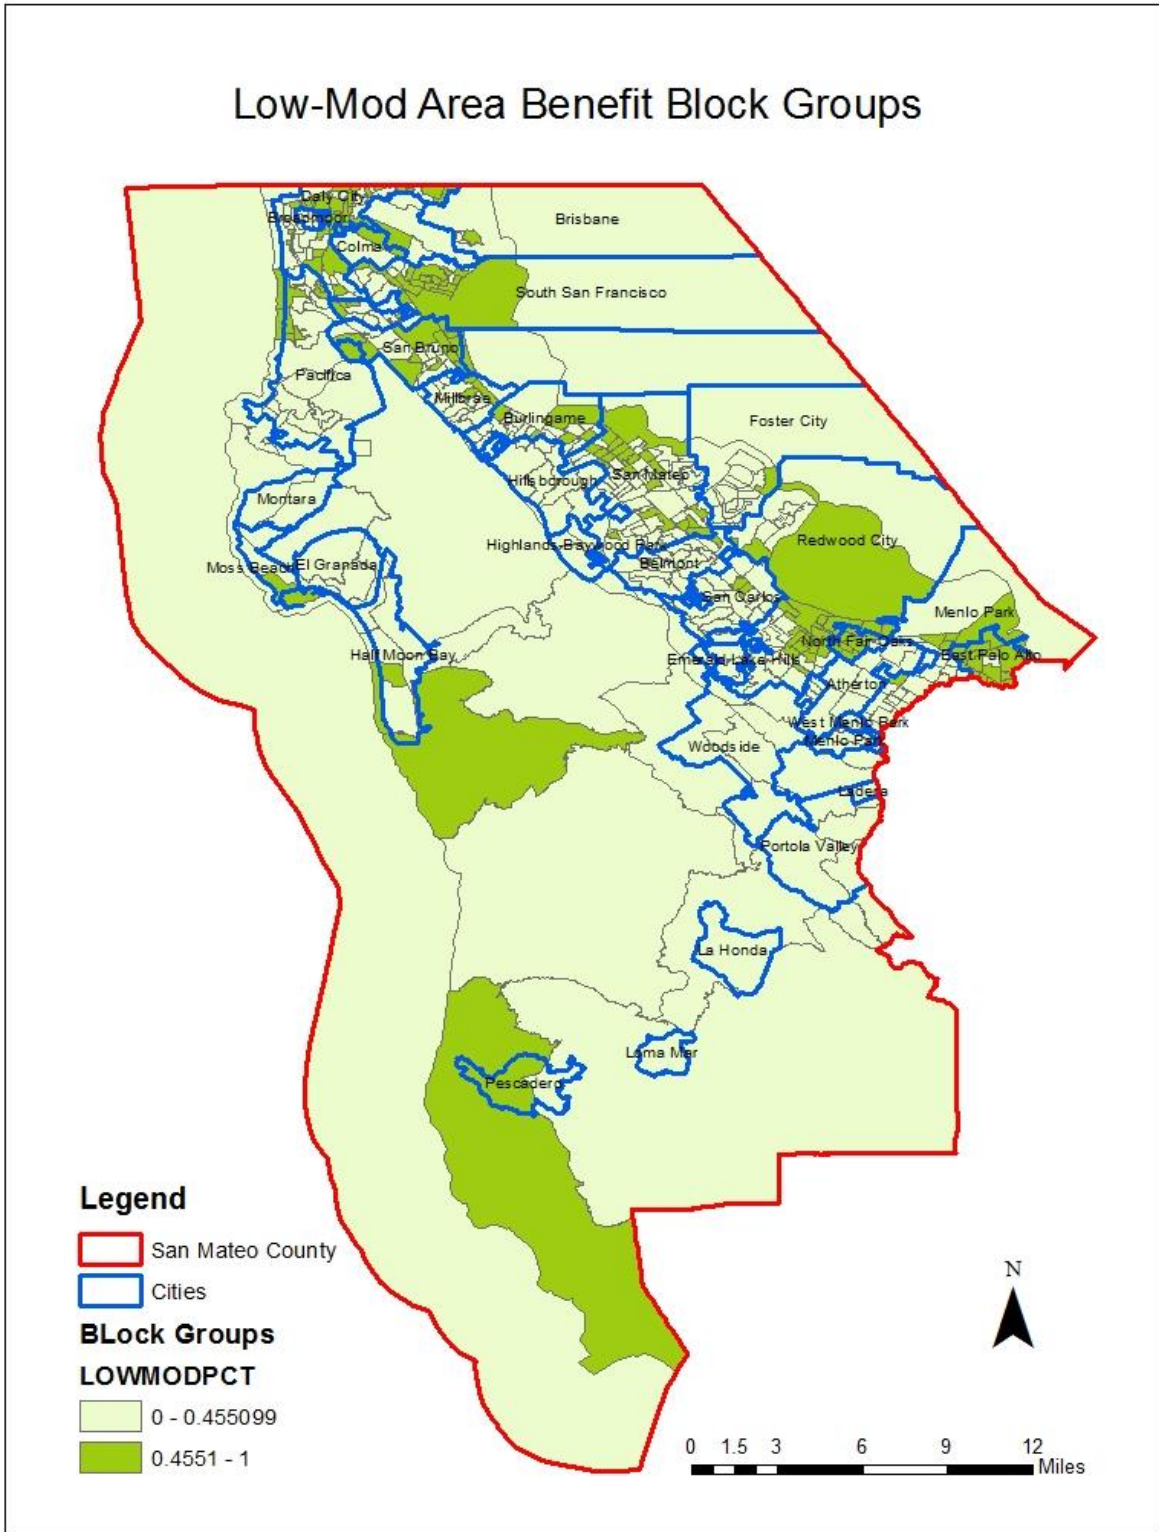 Low-Mod Area Benefit Block Groups
Daly City
Broadmoor
Brisbane
Colma
South San Francisco
San Bruno
Pacifica
Millbrae
Burlingame
Foster City
Hillsborough
San Mateo
Montara
Redwood City
Highlands-Baywood Park
Belmont
Moss Beach
El Granada
San Carlos
Menlo Park
North Fair Oaks
Half Moon Bay
Emerald Lake Hills
East Palo Alto
Atherton
West Menlo Park
Menlo Park
Woodside
Ladera
Portola Valley
La Honda
Loma Mar
Pescadero
Legend
San Mateo County
Cities
BLock Groups
LOWMODPCT
0 - 0.455099
0.4551 - 1
N
0 1.5 3 6 9 12
Miles